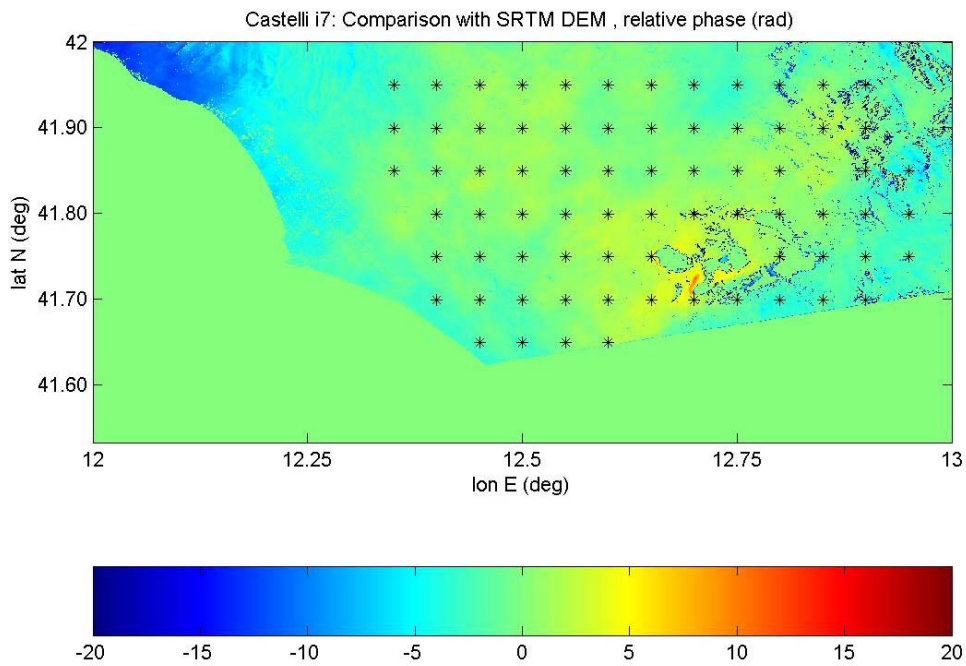 Castelli i7: Comparison with SRTM DEM , relative phase (rad)
42
41.90
41.80
41.70
41.60
lat N (deg)
12 12.25 12.5 12.75 13
lon E (deg)
-20 -15 -10 -5 0 5 10 15 20